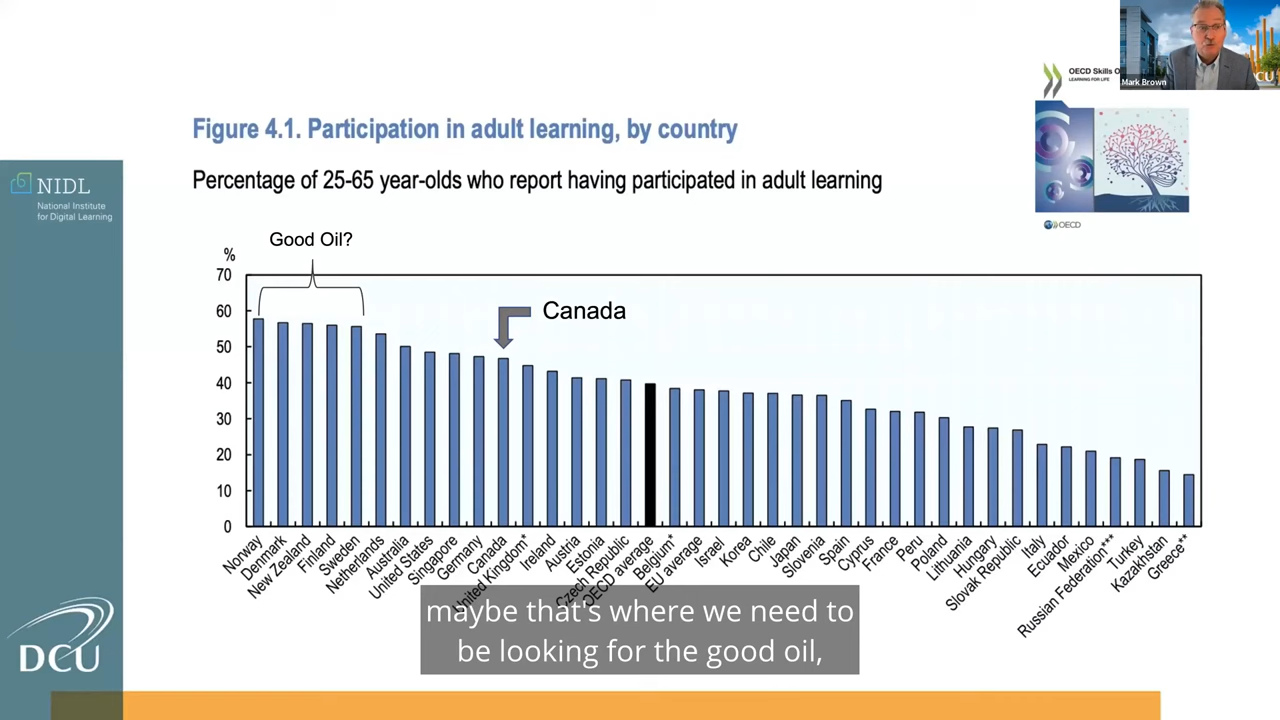 OECD Skills O
LEARNING FOR LIFE
Mark Brown
CU
Figure 4.1. Participation in adult learning, by country
Percentage of 25-65 year-olds who report having participated in adult learning
NIDL
National Institute
for Digital Learning
OECD
Good Oil?
%
70
60
50
40
30
20
10
0
Canada
Norway
Denmark
New Zealand
Finland
Sweden
Netherlands
Australia
United States
Singapore
Germany
Canada
United Kingdom*
Ireland
Austria
Estonia
Czech Republic
OECD average
Belgium*
EU average
Israel
Korea
Chile
Japan
Slovenia
Spain
Cyprus
France
Peru
Poland
Lithuania
Hungary
Slovak Republic
Italy
Ecuador
Mexico
Russian Federation***
Turkey
Kazakhstan
Greece**
maybe that's where we need to
be looking for the good oil,
DCU